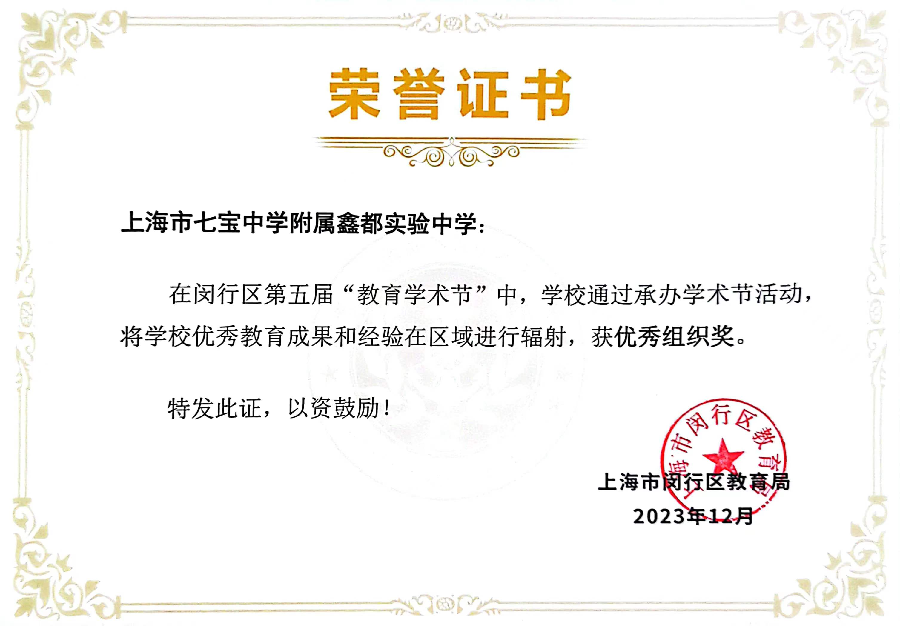 荣誉证书
上海市七宝中学附属鑫都实验中学：
在闵行区第五届“教育学术节”中，学校通过承办学术节活动，
将学校优秀教育成果和经验在区域进行辐射，获优秀组织奖。
特发此证，以资鼓励！
上海市闵行区教育局
上海市闵行区教育局
2023年12月